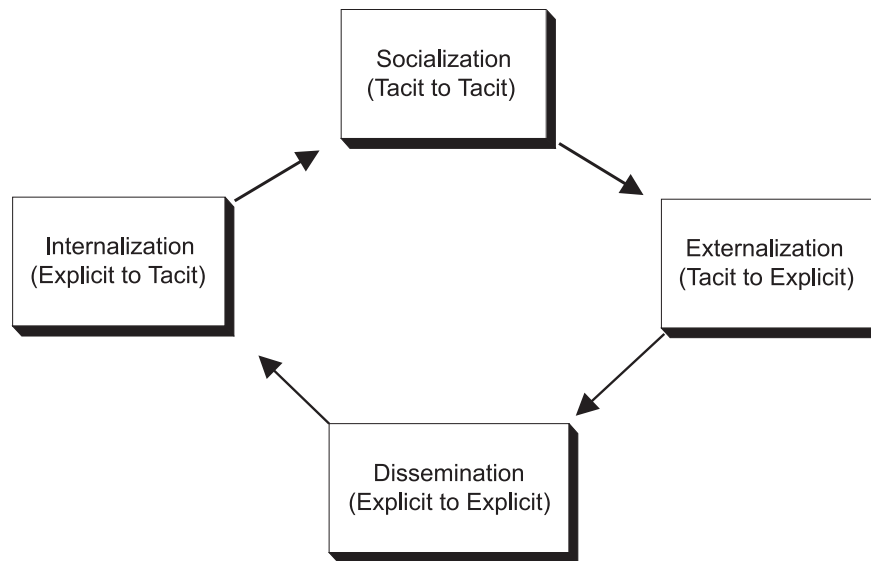 Socialization
(Tacit to Tacit)
Internalization
(Explicit to Tacit)
Externalization
(Tacit to Explicit)
Dissemination
(Explicit to Explicit)